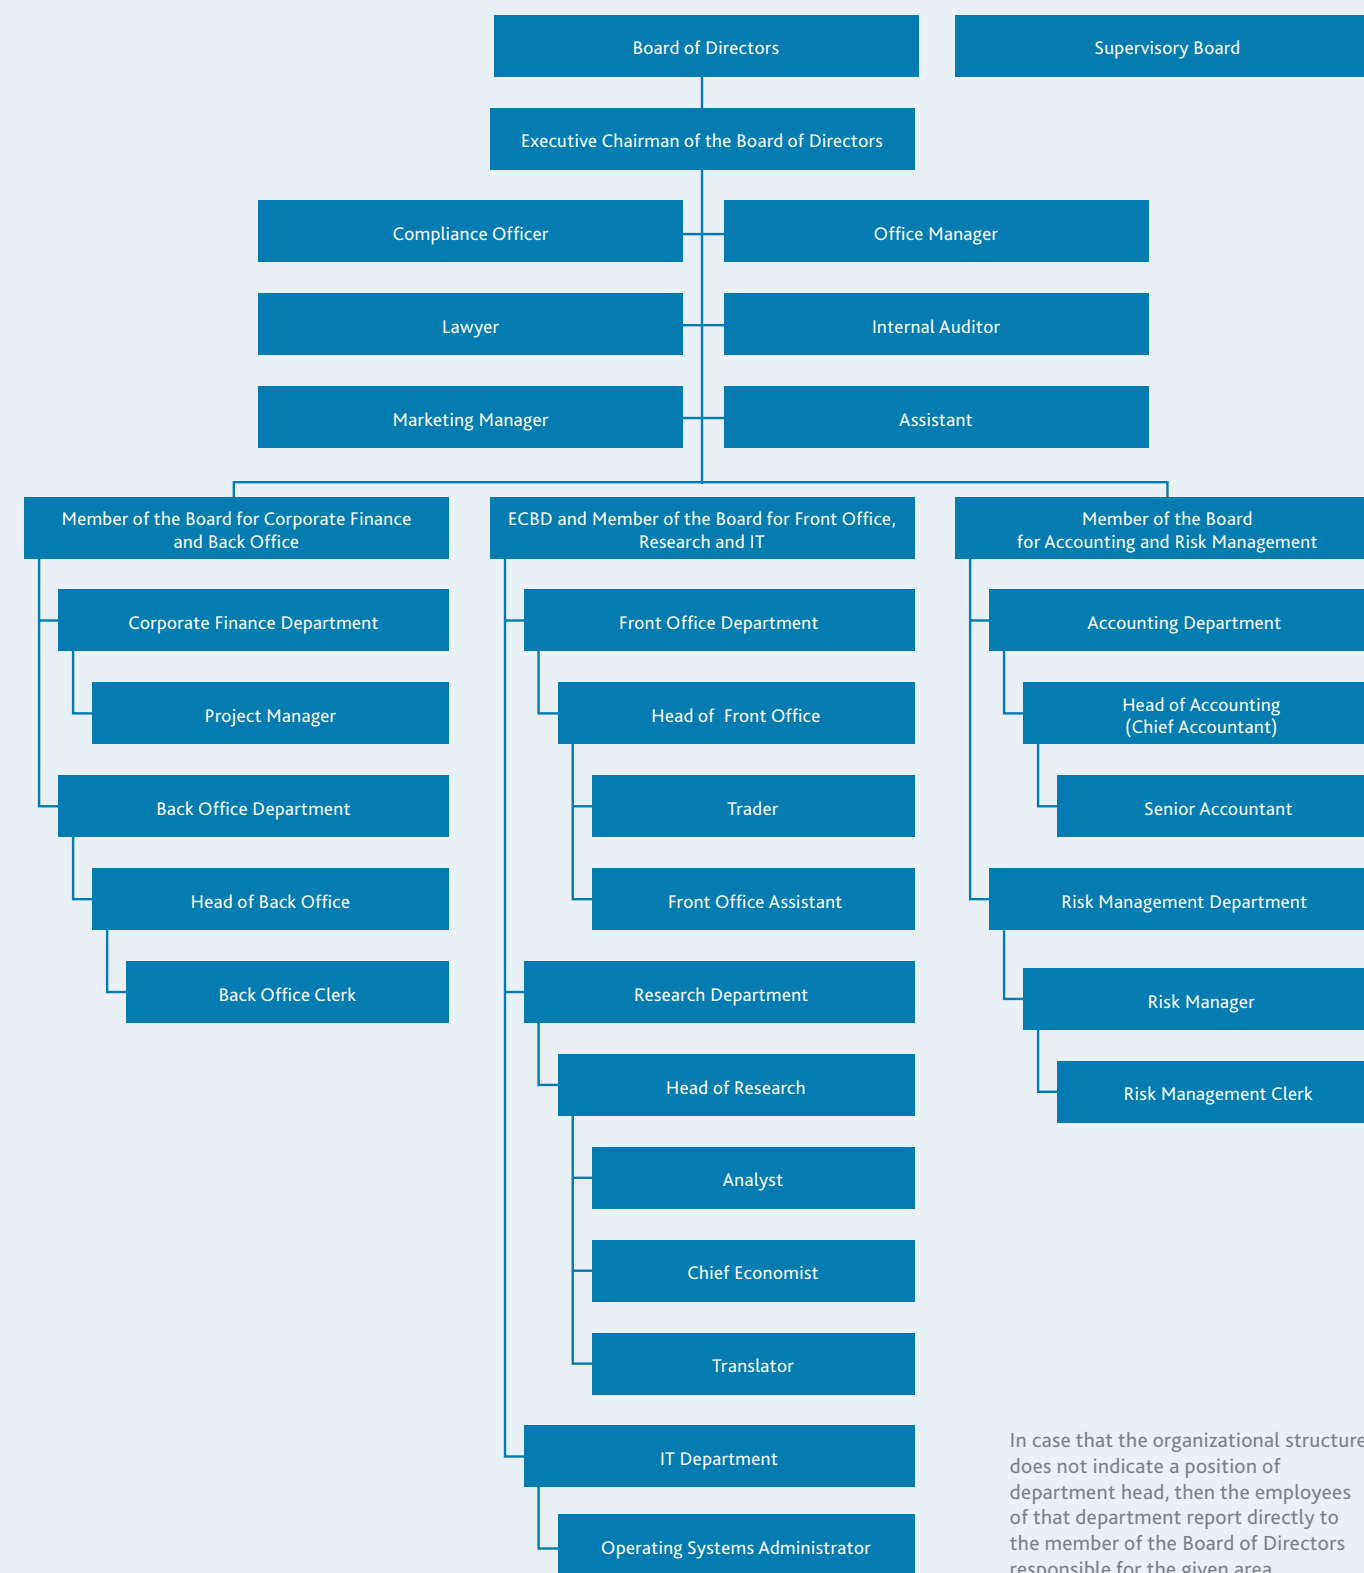 Board of Directors
Supervisory Board
Executive Chairman of the Board of Directors
Compliance Officer
Office Manager
Lawyer
Internal Auditor
Marketing Manager
Assistant
Member of the Board for Corporate Finance
and Back Office
Corporate Finance Department
Project Manager
Back Office Department
Head of Back Office
Back Office Clerk
ECBD and Member of the Board for Front Office,
Research and IT
Front Office Department
Head of Front Office
Trader
Front Office Assistant
Research Department
Head of Research
Analyst
Chief Economist
Translator
IT Department
Operating Systems Administrator
Member of the Board
for Accounting and Risk Management
Accounting Department
Head of Accounting
(Chief Accountant)
Senior Accountant
Risk Management Department
Risk Manager
Risk Management Clerk
In case that the organizational structure
does not indicate a position of
department head, then the employees
of that department report directly to
the member of the Board of Directors
responsible for the given area